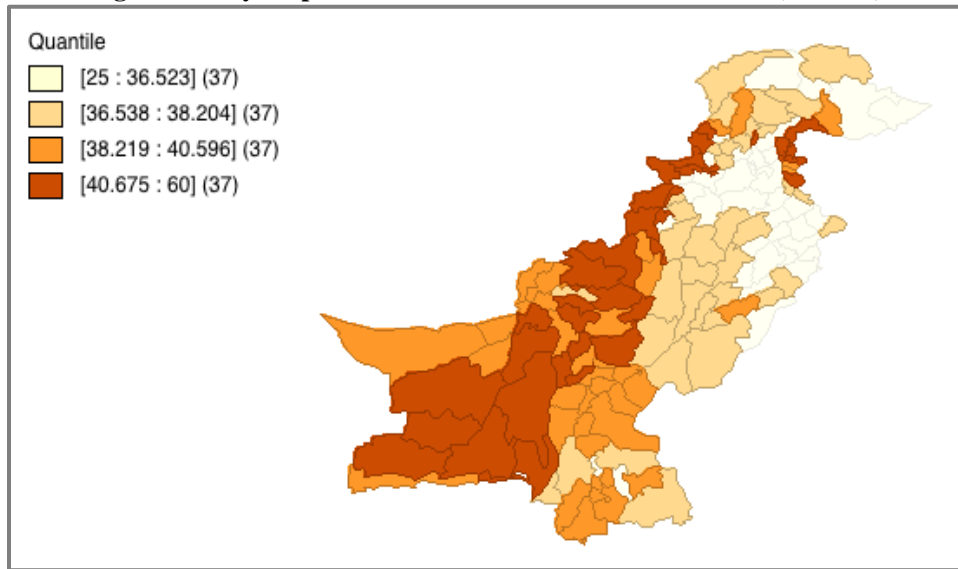 Quantile
[25 : 36.523] (37)
[36.538 : 38.204] (37)
[38.219 : 40.596] (37)
[40.675 : 60] (37)